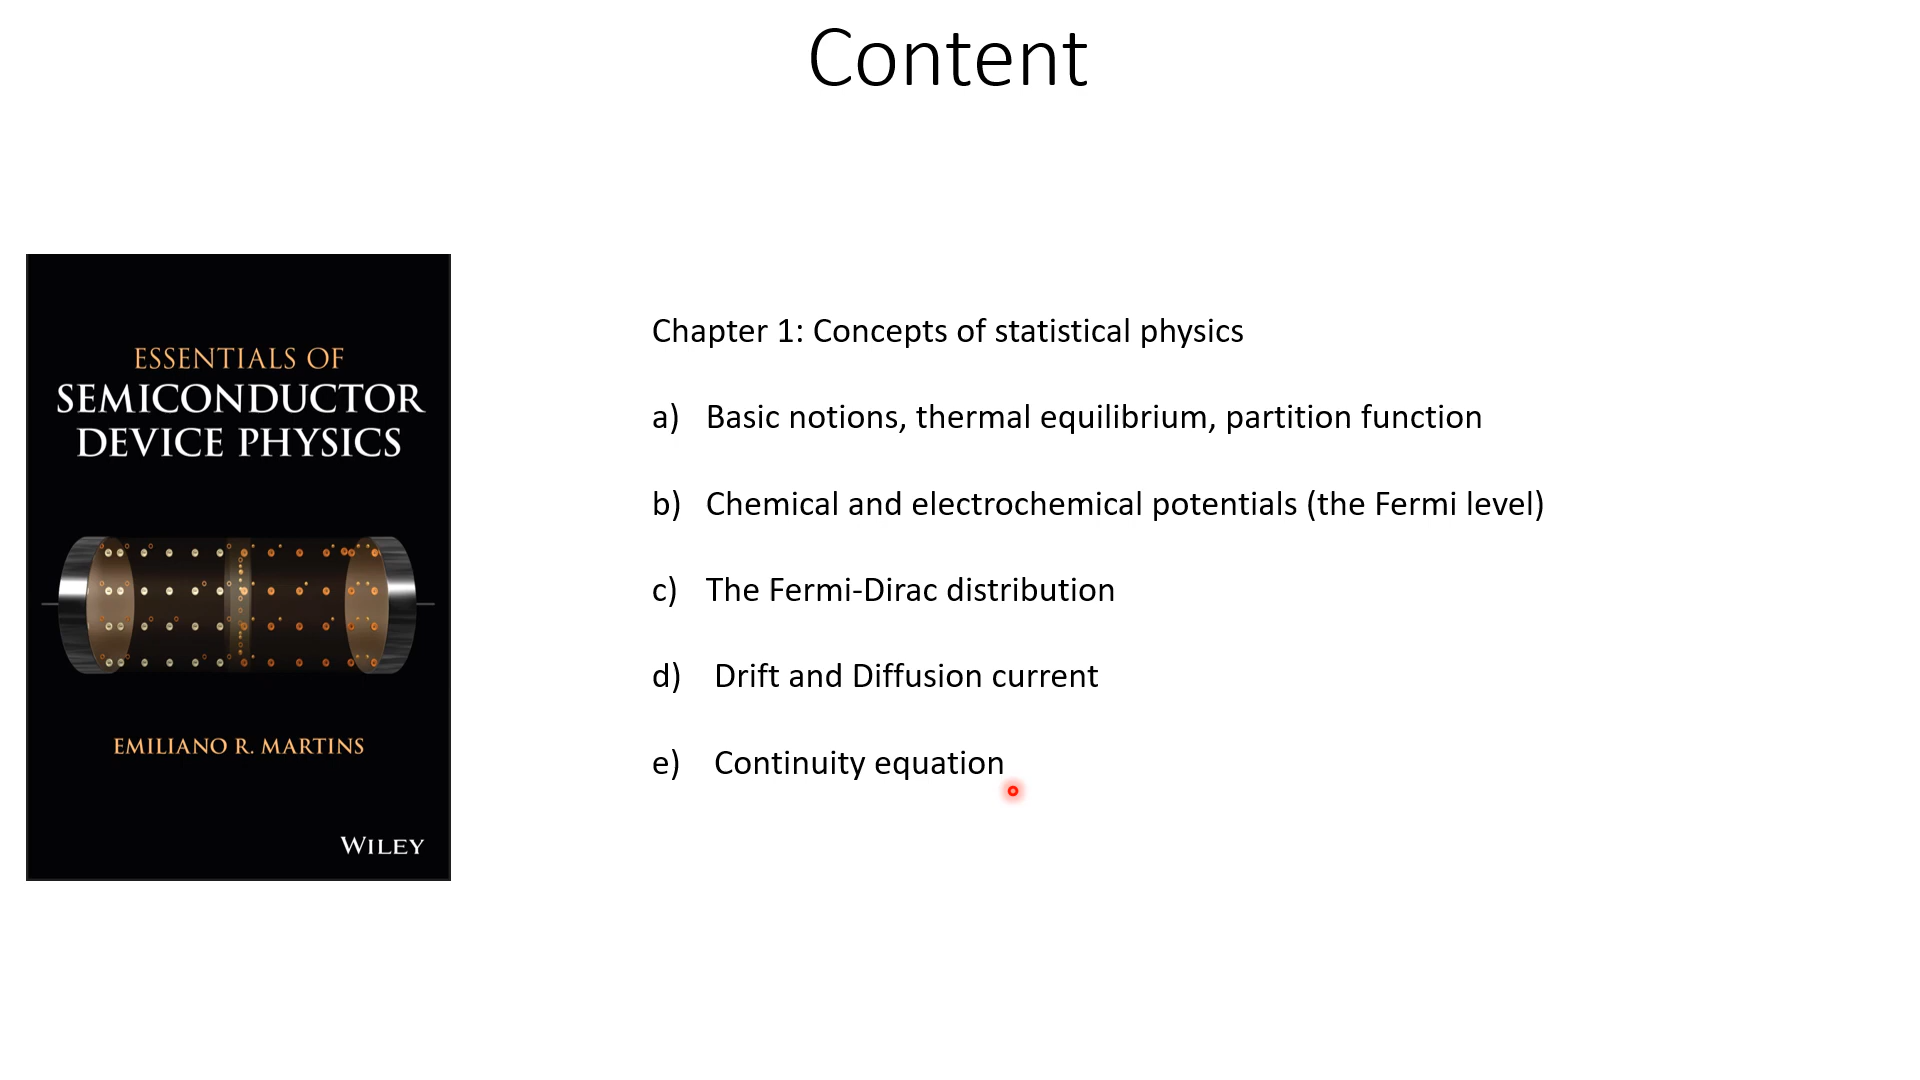 Content
ESSENTIALS OF
SEMICONDUCTOR
DEVICE PHYSICS
EMILIANO R. MARTINS
WILEY
Chapter 1: Concepts of statistical physics
a) Basic notions, thermal equilibrium, partition function
b) Chemical and electrochemical potentials (the Fermi level)
c) The Fermi-Dirac distribution
d) Drift and Diffusion current
e) Continuity equation